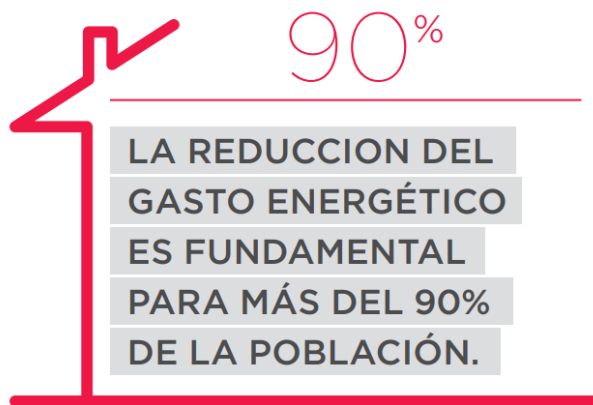 90%
LA REDUCCION DEL
GASTO ENERGÉTICO
ES FUNDAMENTAL
PARA MÁS DEL 90%
DE LA POBLACIÓN.